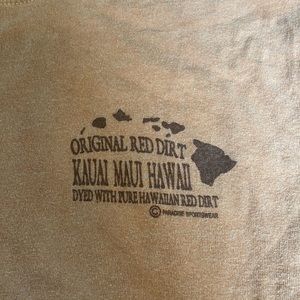 ORIGINAL RED DIRT
KAUAI MAUI HAWAII
DYED WITH PURE HAWAIIAN RED DIRT
© PARADISE SPORTSWEAR